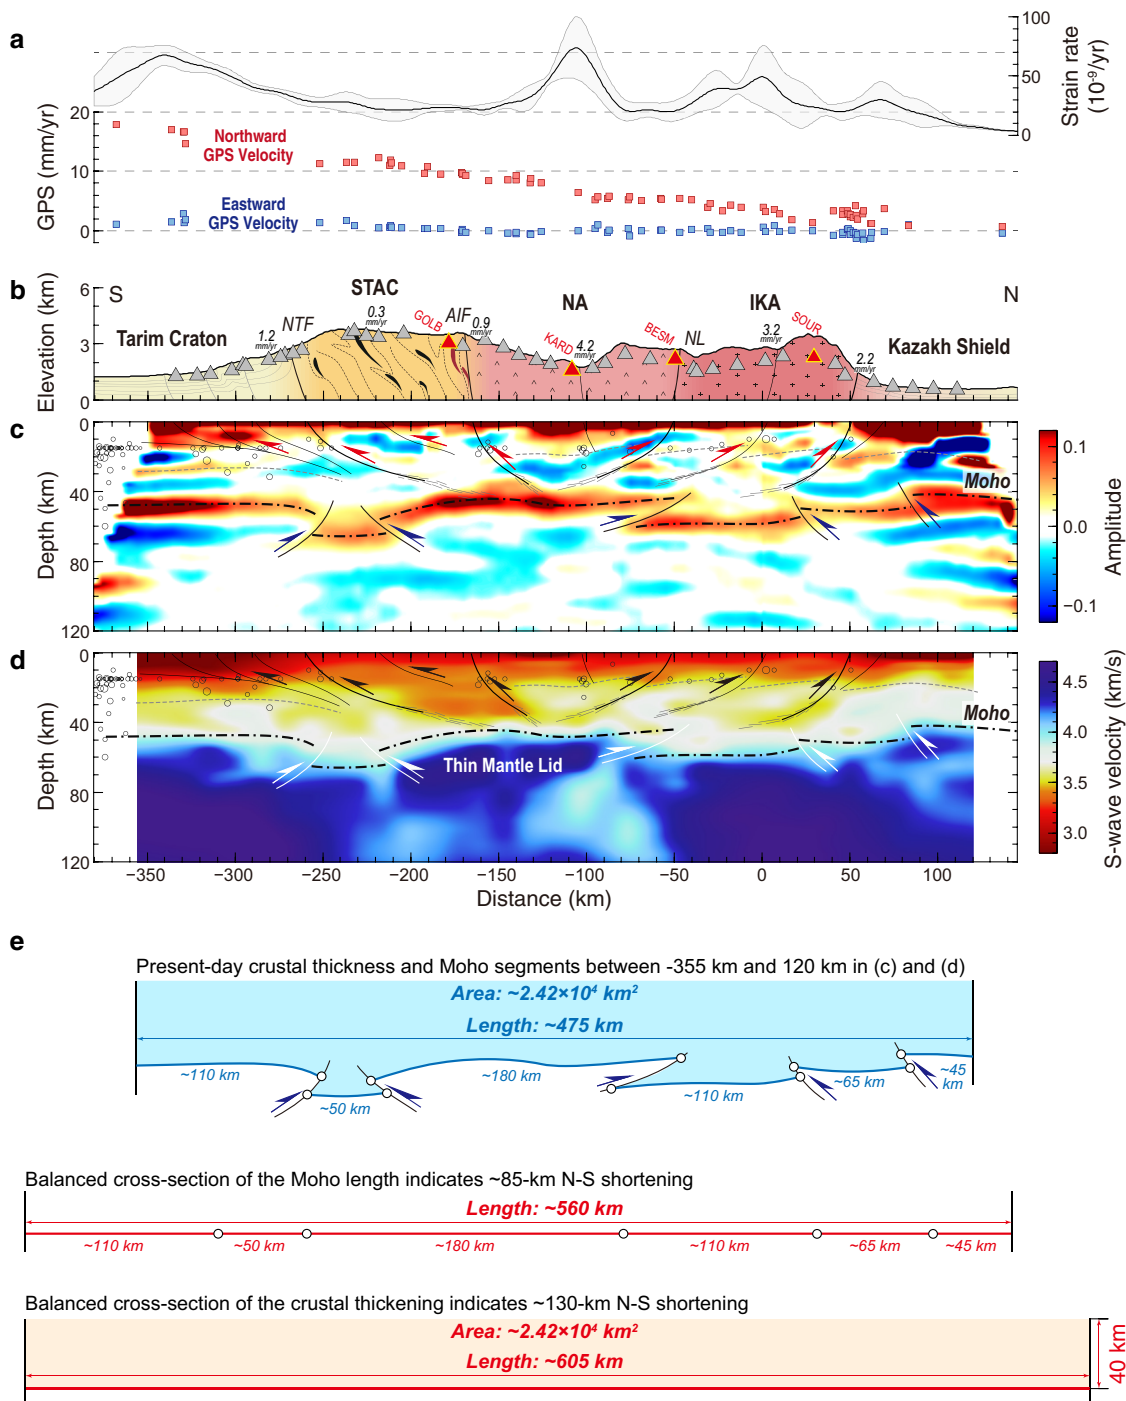 a
100
50
0
Strain rate
(10⁻⁹/yr)
20
10
0
GPS (mm/yr)
Northward
GPS Velocity
Eastward
GPS Velocity
b
6
3
0
Elevation (km)
S
N
STAC
NA
IKA
Tarim Craton
Kazakh Shield
NTF
AIF
NL
GOLB
KARD
BESM
SOUR
1.2
mm/yr
0.3
mm/yr
0.9
mm/yr
4.2
mm/yr
3.2
mm/yr
2.2
mm/yr
c
0
40
80
120
Depth (km)
Moho
0.1
0.0
−0.1
Amplitude
d
0
40
80
120
Depth (km)
Moho
Thin Mantle Lid
4.5
4.0
3.5
3.0
S-wave velocity (km/s)
−350 −300 −250 −200 −150 −100 −50 0 50 100
Distance (km)
e
Present-day crustal thickness and Moho segments between -355 km and 120 km in (c) and (d)
Area: ~2.42×10⁴ km²
Length: ~475 km
~110 km
~50 km
~180 km
~110 km
~65 km
~45
km
Balanced cross-section of the Moho length indicates ~85-km N-S shortening
Length: ~560 km
~110 km ~50 km ~180 km ~110 km ~65 km ~45 km
Balanced cross-section of the crustal thickening indicates ~130-km N-S shortening
Area: ~2.42×10⁴ km²
Length: ~605 km
40 km